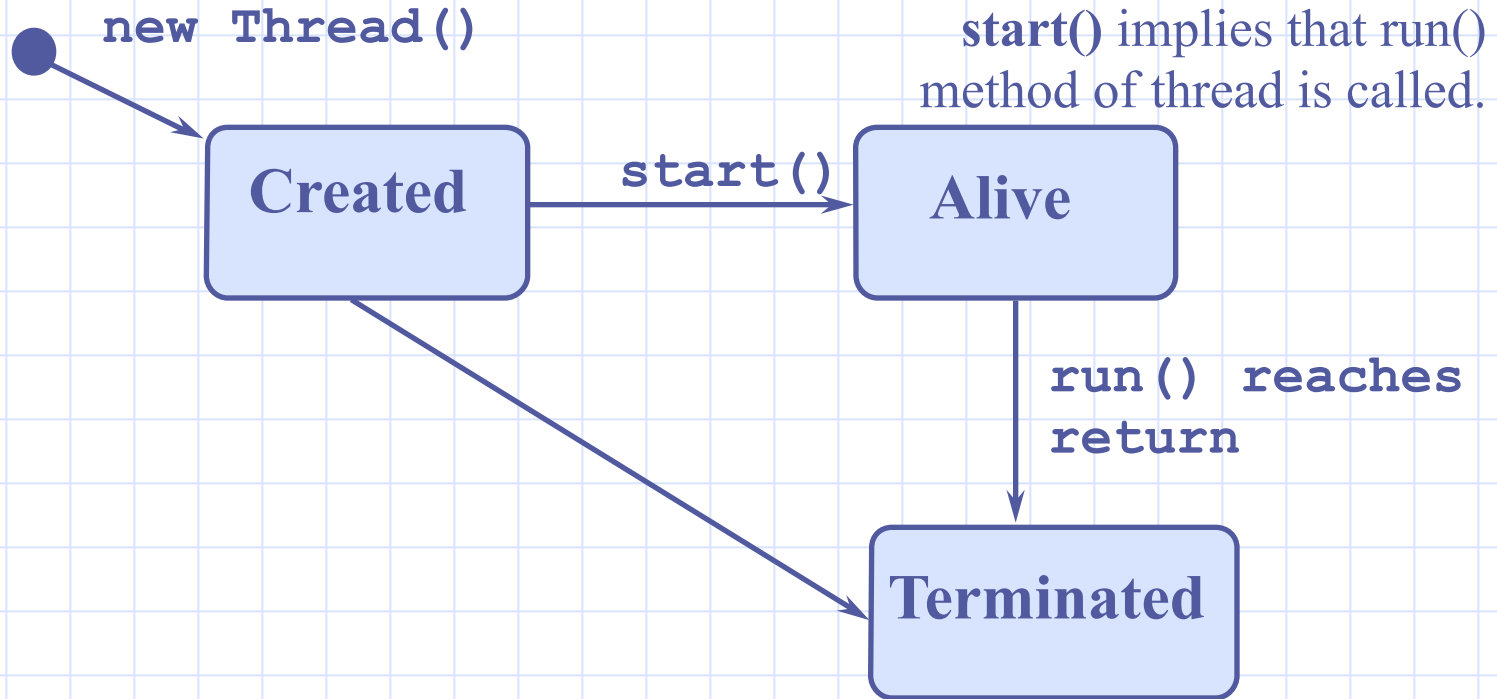 new Thread()
start() implies that run()
method of thread is called.
Created
start()
Alive
run() reaches
return
Terminated